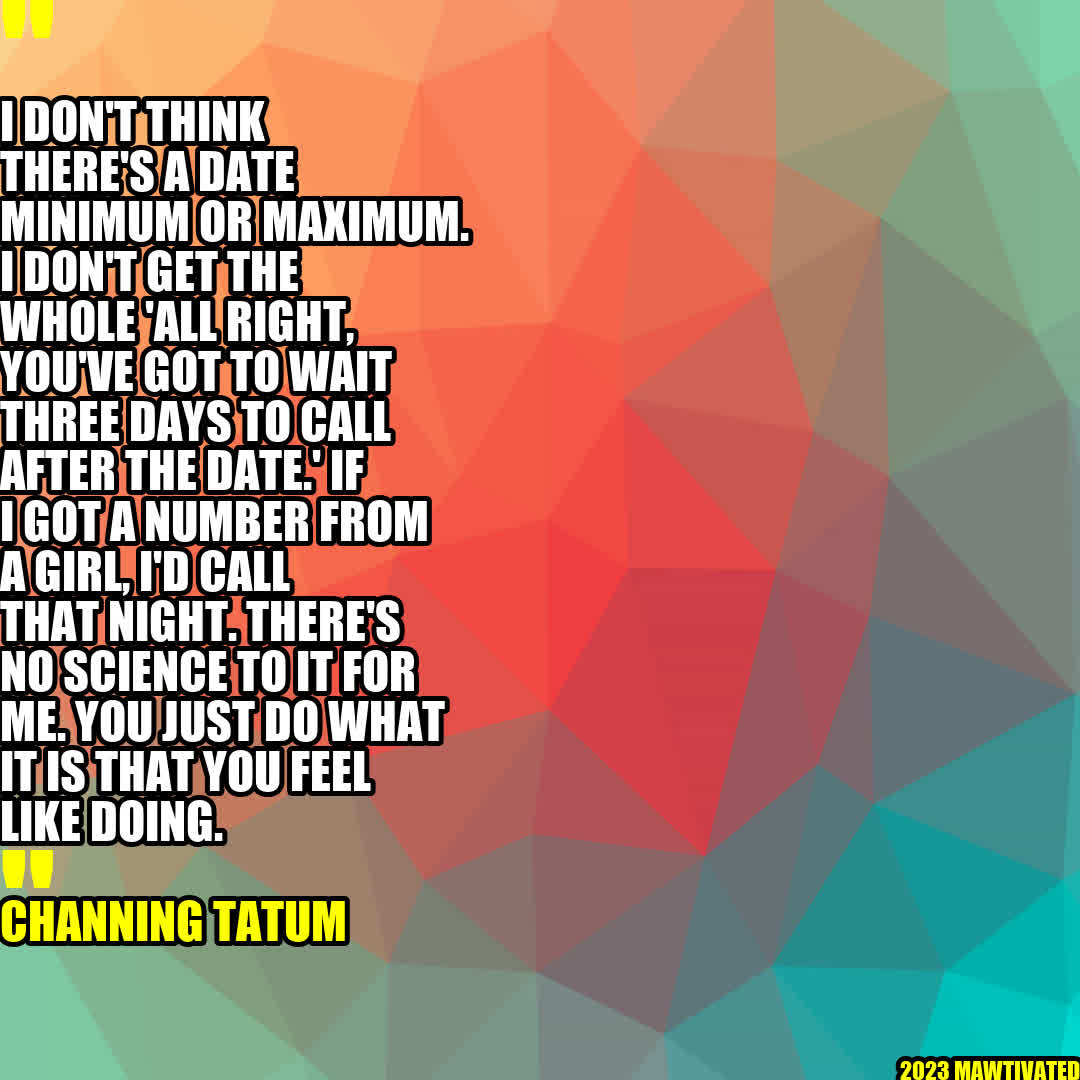 "
I DON'T THINK
THERE'S A DATE
MINIMUM OR MAXIMUM.
I DON'T GET THE
WHOLE 'ALL RIGHT,
YOU'VE GOT TO WAIT
THREE DAYS TO CALL
AFTER THE DATE.' IF
I GOT A NUMBER FROM
A GIRL, I'D CALL
THAT NIGHT. THERE'S
NO SCIENCE TO IT FOR
ME. YOU JUST DO WHAT
IT IS THAT YOU FEEL
LIKE DOING.
"
CHANNING TATUM
2023 MAWTIVATED